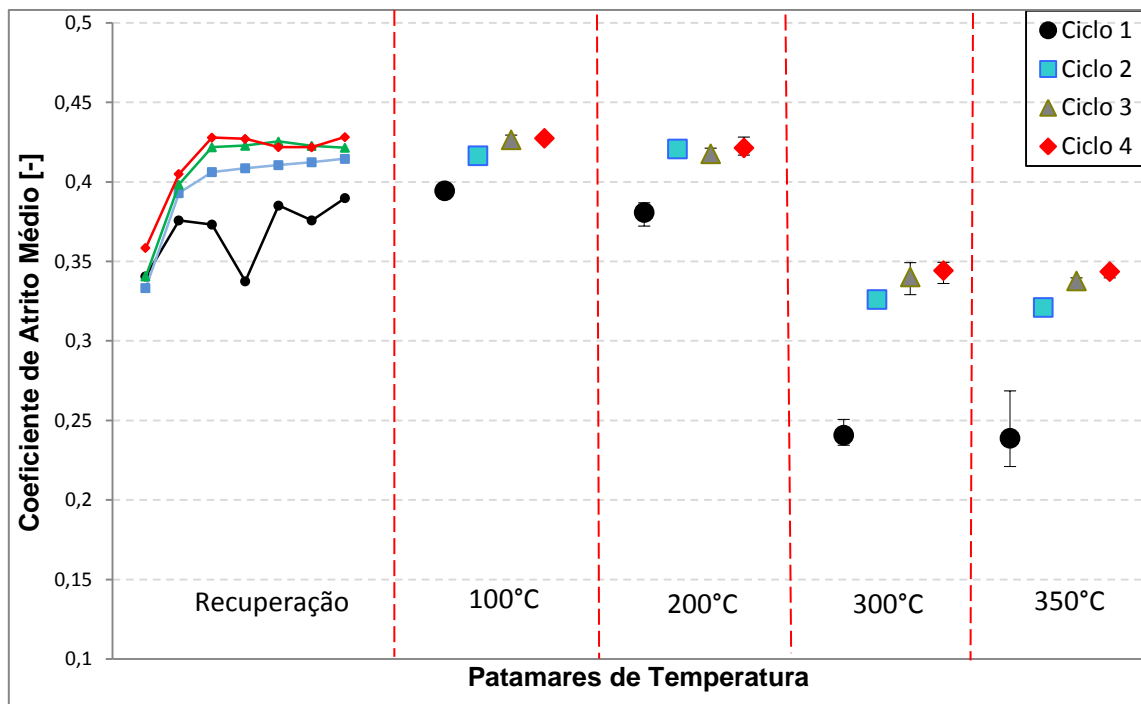 0,5
0,45
0,4
0,35
0,3
0,25
0,2
0,15
0,1
Coeficiente de Atrito Médio [-]
Ciclo 1
Ciclo 2
Ciclo 3
Ciclo 4
Recuperação
100°C
200°C
300°C
350°C
Patamares de Temperatura